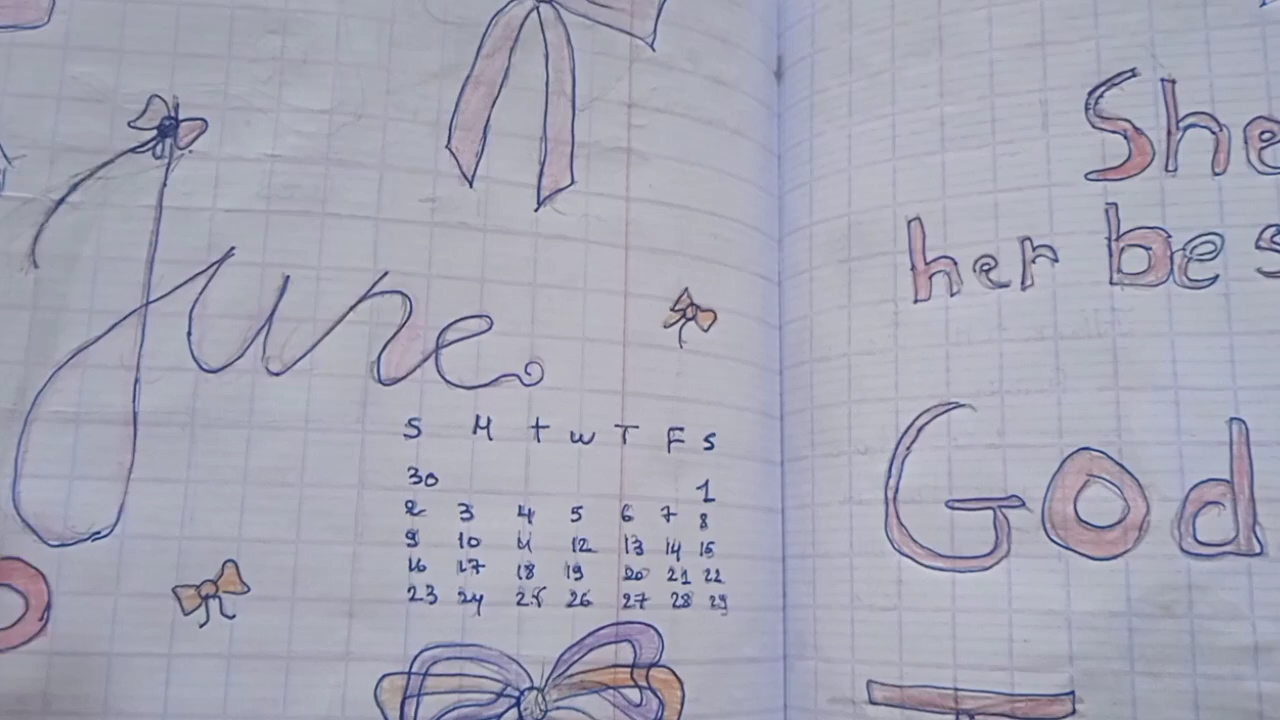 June
S M t w T F S
30 1
2 3 4 5 6 7 8
9 10 11 12 13 14 15
16 17 18 19 20 21 22
23 24 25 26 27 28 29
She
her be
God